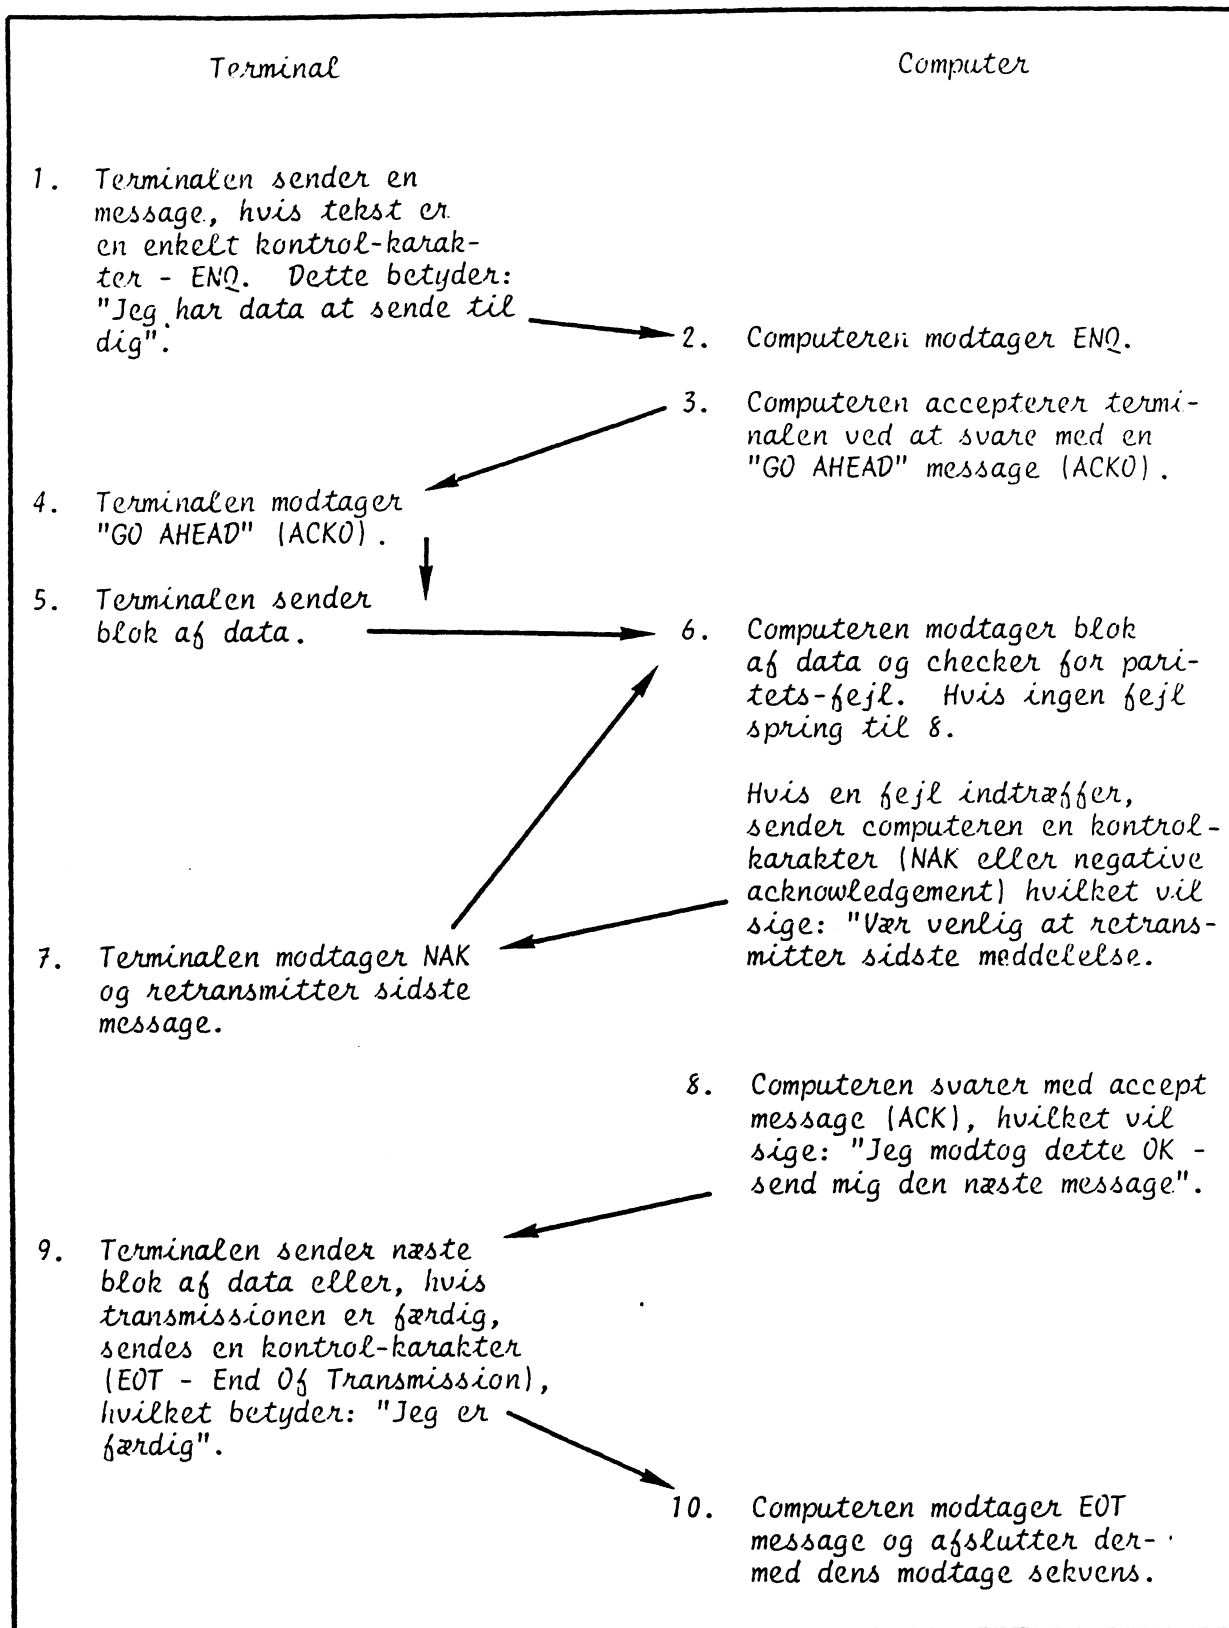 Terminal
Computer
1. Terminalen sender en
message, hvis tekst er
en enkelt kontrol-karak-
ter - ENQ. Dette betyder:
"Jeg har data at sende til
dig".
2. Computeren modtager ENQ.
3. Computeren accepterer termi-
nalen ved at svare med en
"GO AHEAD" message (ACK0).
4. Terminalen modtager
"GO AHEAD" (ACK0).
5. Terminalen sender
blok af data.
6. Computeren modtager blok
af data og checker for pari-
tets-fejl. Hvis ingen fejl
spring til 8.
Hvis en fejl indtræffer,
sender computeren en kontrol-
karakter (NAK eller negative
acknowledgement) hvilket vil
sige: "Vær venlig at retrans-
mitter sidste meddelelse.
7. Terminalen modtager NAK
og retransmitter sidste
message.
8. Computeren svarer med accept
message (ACK), hvilket vil
sige: "Jeg modtog dette OK -
send mig den næste message".
9. Terminalen sender næste
blok af data eller, hvis
transmissionen er færdig,
sendes en kontrol-karakter
(EOT - End Of Transmission),
hvilket betyder: "Jeg er
færdig".
10. Computeren modtager EOT
message og afslutter der-
med dens modtage sekvens.